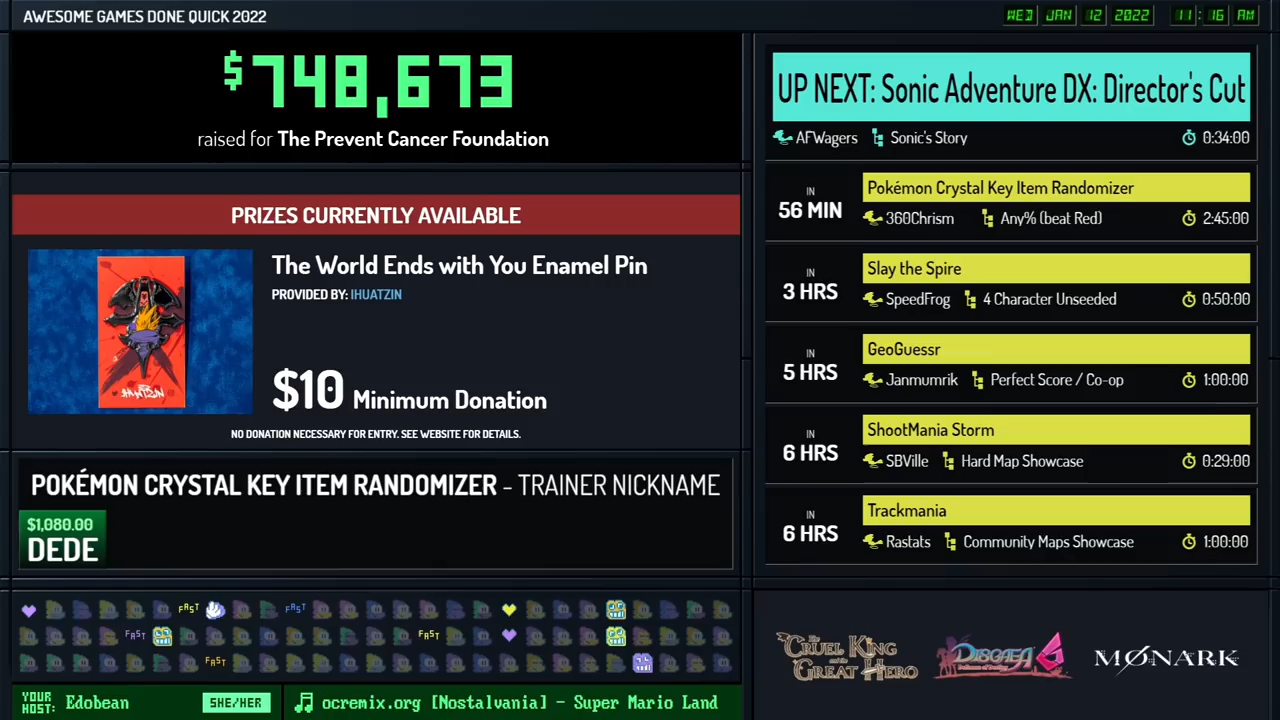 AWESOME GAMES DONE QUICK 2022
WED JAN 12 2022 11:16 AM
$748,673
raised for The Prevent Cancer Foundation
PRIZES CURRENTLY AVAILABLE
The World Ends with You Enamel Pin
PROVIDED BY: IHUATZIN
IHUATZIN
$10 Minimum Donation
NO DONATION NECESSARY FOR ENTRY. SEE WEBSITE FOR DETAILS.
POKÉMON CRYSTAL KEY ITEM RANDOMIZER - TRAINER NICKNAME
$1,080.00
DEDE
UP NEXT: Sonic Adventure DX: Director's Cut
AFWagers Sonic's Story 0:34:00
IN
56 MIN
Pokémon Crystal Key Item Randomizer
360Chrism Any% (beat Red) 2:45:00
IN
3 HRS
Slay the Spire
SpeedFrog 4 Character Unseeded 0:50:00
IN
5 HRS
GeoGuessr
Janmumrik Perfect Score / Co-op 1:00:00
IN
6 HRS
ShootMania Storm
SBVille Hard Map Showcase 0:29:00
IN
6 HRS
Trackmania
Rastats Community Maps Showcase 1:00:00
FAST FAST
FAST FAST
FAST
The CRUEL KING and the GREAT HERO
DISGAEA 6
MONARK
YOUR HOST: Edobean SHE/HER
ocremix.org [Nostalvania] - Super Mario Land